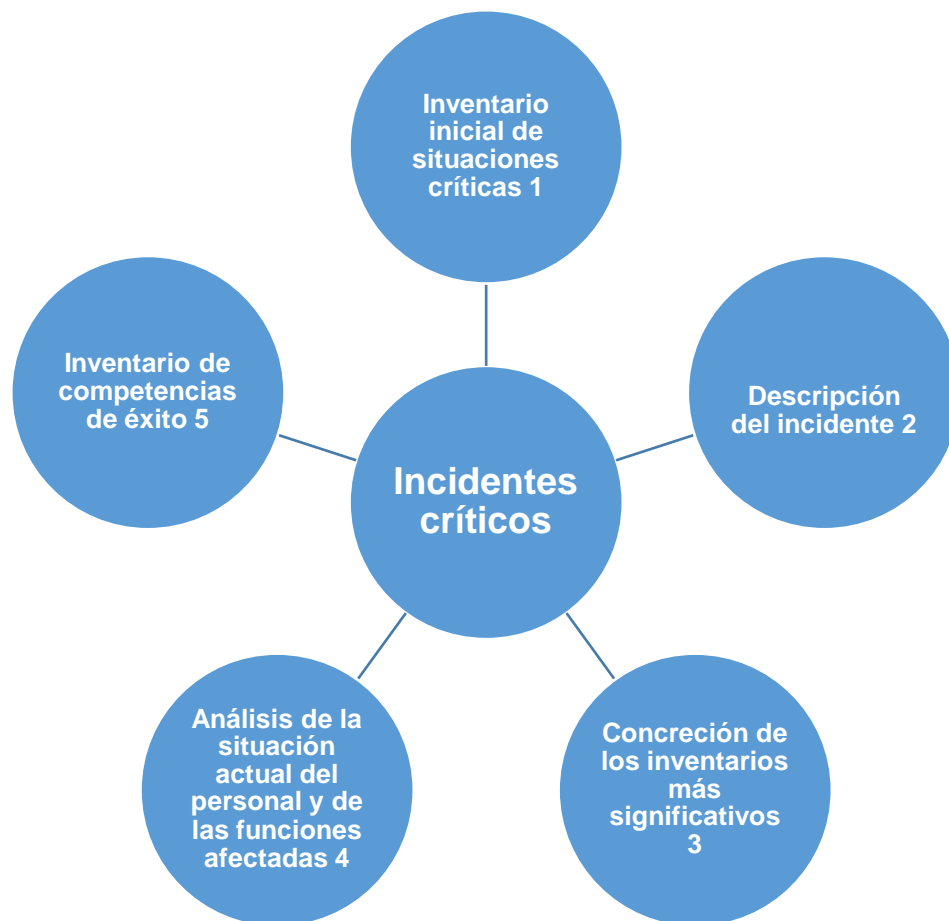 Inventario
inicial de
situaciones
críticas 1
Inventario de
competencias
de éxito 5
Descripción
del incidente 2
Incidentes
críticos
Análisis de la
situación
actual del
personal y de
las funciones
afectadas 4
Concreción de
los inventarios
más
significativos
3